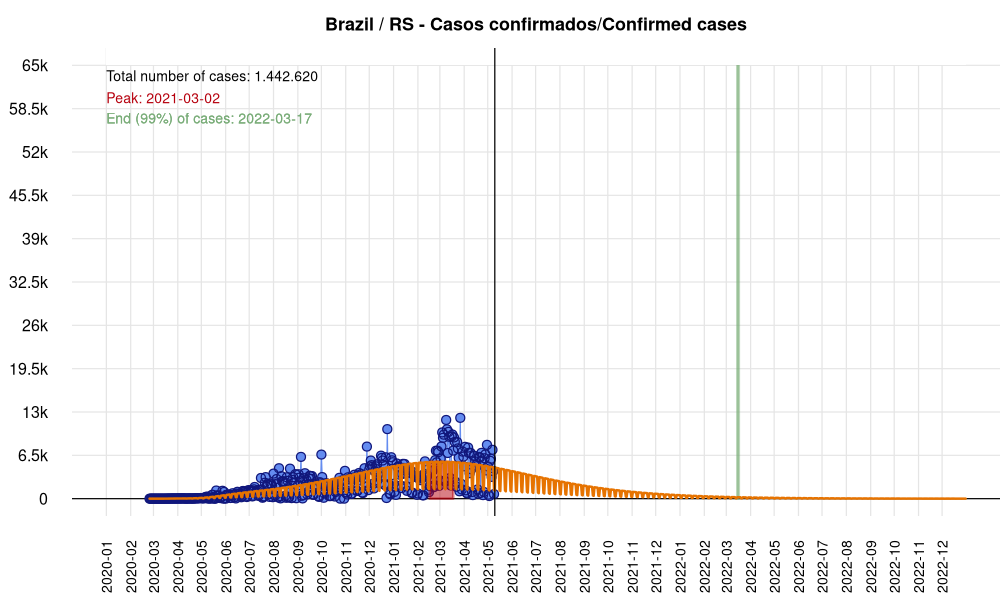 Brazil / RS - Casos confirmados/Confirmed cases
Total number of cases: 1.442.620
Peak: 2021-03-02
End (99%) of cases: 2022-03-17
65k
58.5k
52k
45.5k
39k
32.5k
26k
19.5k
13k
6.5k
0
2020-01
2020-02
2020-03
2020-04
2020-05
2020-06
2020-07
2020-08
2020-09
2020-10
2020-11
2020-12
2021-01
2021-02
2021-03
2021-04
2021-05
2021-06
2021-07
2021-08
2021-09
2021-10
2021-11
2021-12
2022-01
2022-02
2022-03
2022-04
2022-05
2022-06
2022-07
2022-08
2022-09
2022-10
2022-11
2022-12